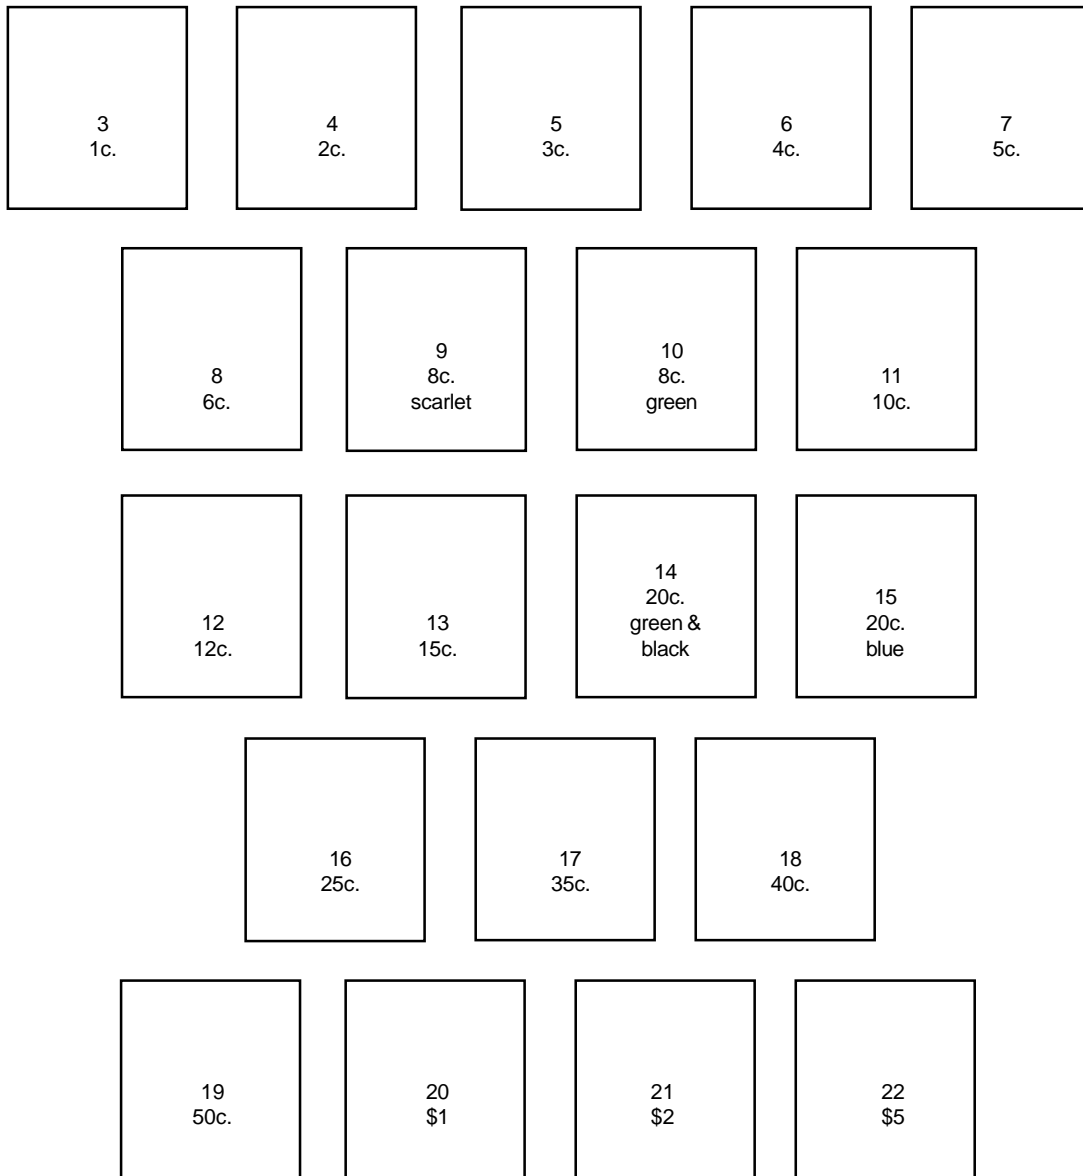 3
1c.
4
2c.
5
3c.
6
4c.
7
5c.
8
6c.
9
8c.
scarlet
10
8c.
green
11
10c.
12
12c.
13
15c.
14
20c.
green &
black
15
20c.
blue
16
25c.
17
35c.
18
40c.
19
50c.
20
$1
21
$2
22
$5